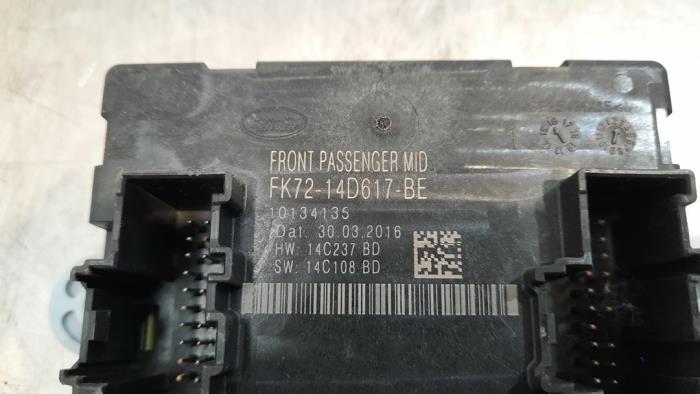 FRONT PASSENGER MID
FK72-14D617-BE
10134135
Dat. 30.03.2016
HW: 14C237 BD
SW: 14C108 BD